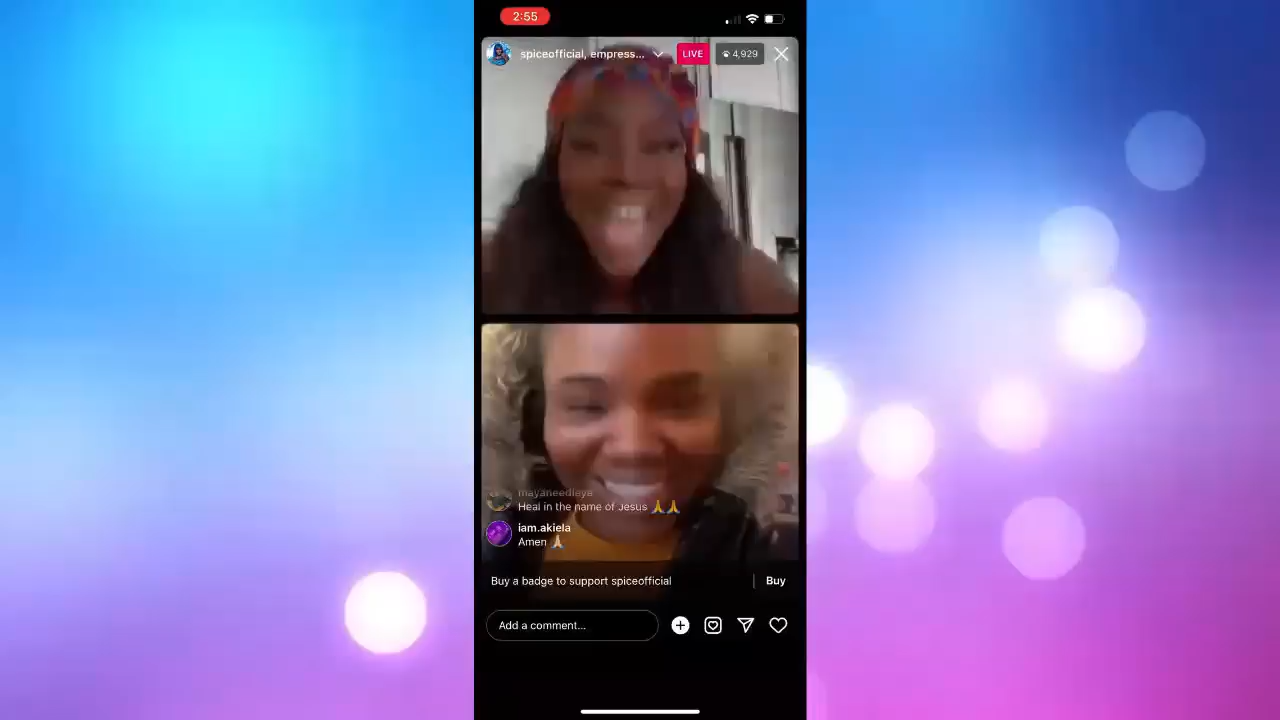 2:55
spiceofficial, empress...
LIVE
4,929
mayaneedleya
Heal in the name of Jesus 🙏🙏
iam.akiela
Amen 🙏🏽
Buy a badge to support spiceofficial
Buy
Add a comment...